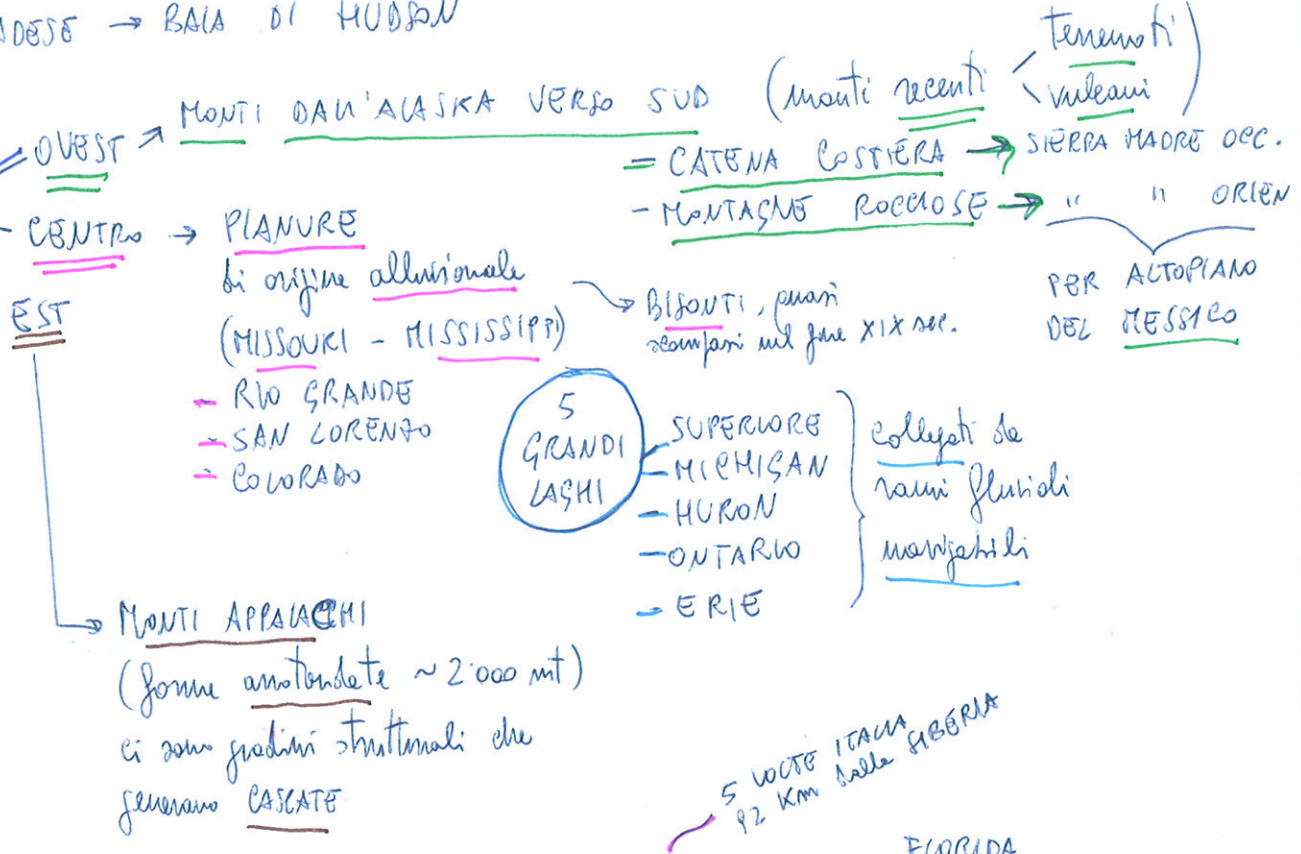 ADESE → BAIA DI HUDSON
= OVEST → MONTI DALL'ALASKA VERSO SUD (monti recenti < terremoti
vulcani)
= CATENA COSTIERA → SIERRA MADRE OCC.
- MONTAGNE ROCCIOSE → " " ORIEN
PER ALTOPIANO
DEL MESSICO
- CENTRO → PIANURE
di origine alluvionale
(MISSOURI - MISSISSIPPI)
- RIO GRANDE
- SAN LORENZO
- COLORADO
→ BISONTI, quasi
scomparsi nel fine XIX sec.
5
GRANDI
LAGHI
- SUPERIORE
- MICHIGAN
- HURON
- ONTARIO
- ERIE
collegati da
rami fluviali
navigabili
EST
→ MONTI APPALACHI
(forme arrotondate ~ 2'000 mt)
ci sono gradini strutturali che
generano CASCATE
5 VOLTE ITALIA
92 Km dalla SIBERIA
FLORIDA